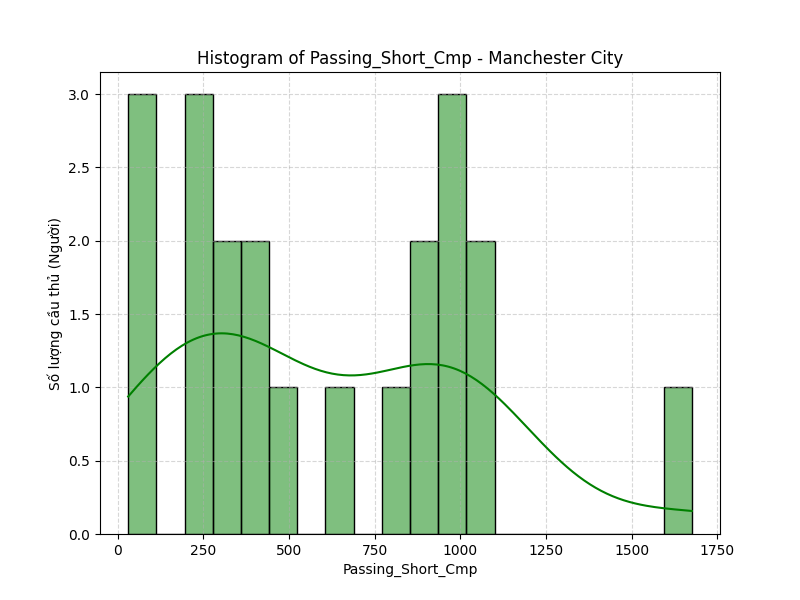 Histogram of Passing_Short_Cmp - Manchester City
Số lượng cầu thủ (Người)
3.0
2.5
2.0
1.5
1.0
0.5
0.0
0 250 500 750 1000 1250 1500 1750
Passing_Short_Cmp